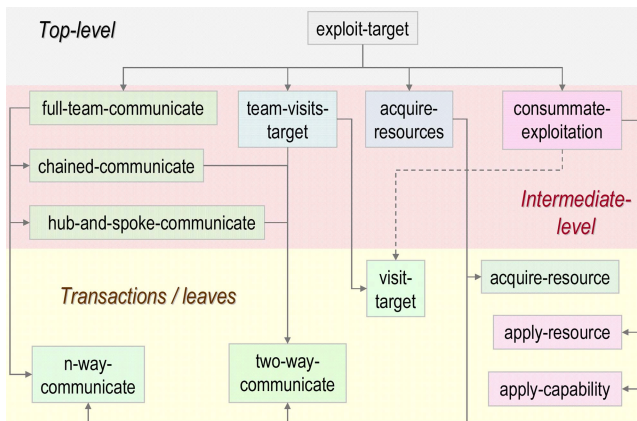 Top-level
exploit-target
full-team-communicate
team-visits-
target
acquire-
resources
consummate-
exploitation
chained-communicate
hub-and-spoke-communicate
Intermediate-
level
Transactions / leaves
visit-
target
acquire-resource
apply-resource
n-way-
communicate
two-way-
communicate
apply-capability